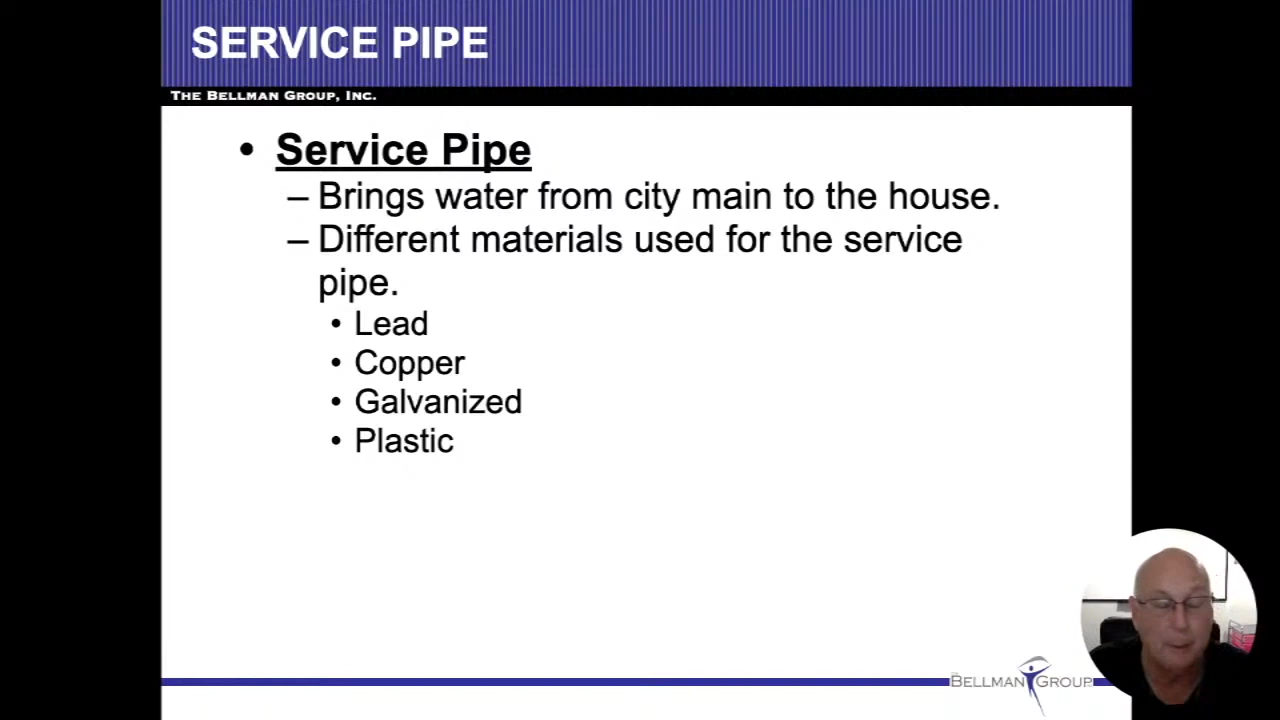 SERVICE PIPE
THE BELLMAN GROUP, INC.
• Service Pipe
– Brings water from city main to the house.
– Different materials used for the service
pipe.
• Lead
• Copper
• Galvanized
• Plastic
BELLMAN GROUP